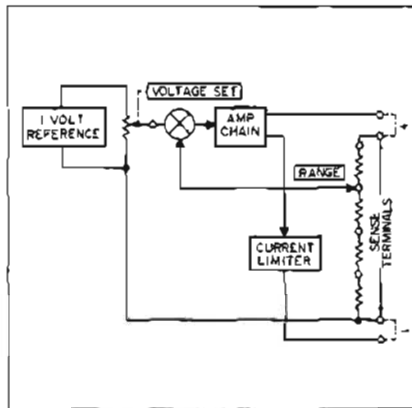 VOLTAGE SET
1 VOLT
REFERENCE
AMP
CHAIN
RANGE
CURRENT
LIMITER
SENSE
TERMINALS
+
-